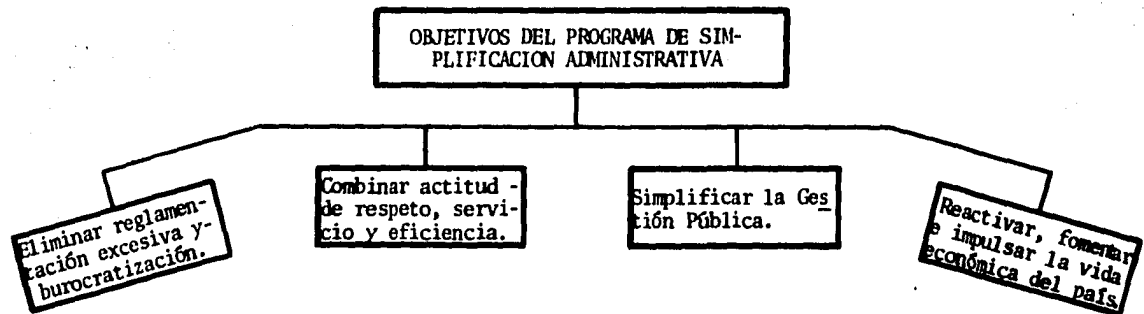 OBJETIVOS DEL PROGRAMA DE SIM-
PLIFICACION ADMINISTRATIVA
Eliminar reglamen-
tación excesiva y-
burocratización.
Combinar actitud -
de respeto, servi-
cio y eficiencia.
Simplificar la Ges
tión Pública.
Reactivar, fomentar
e impulsar la vida
económica del país.